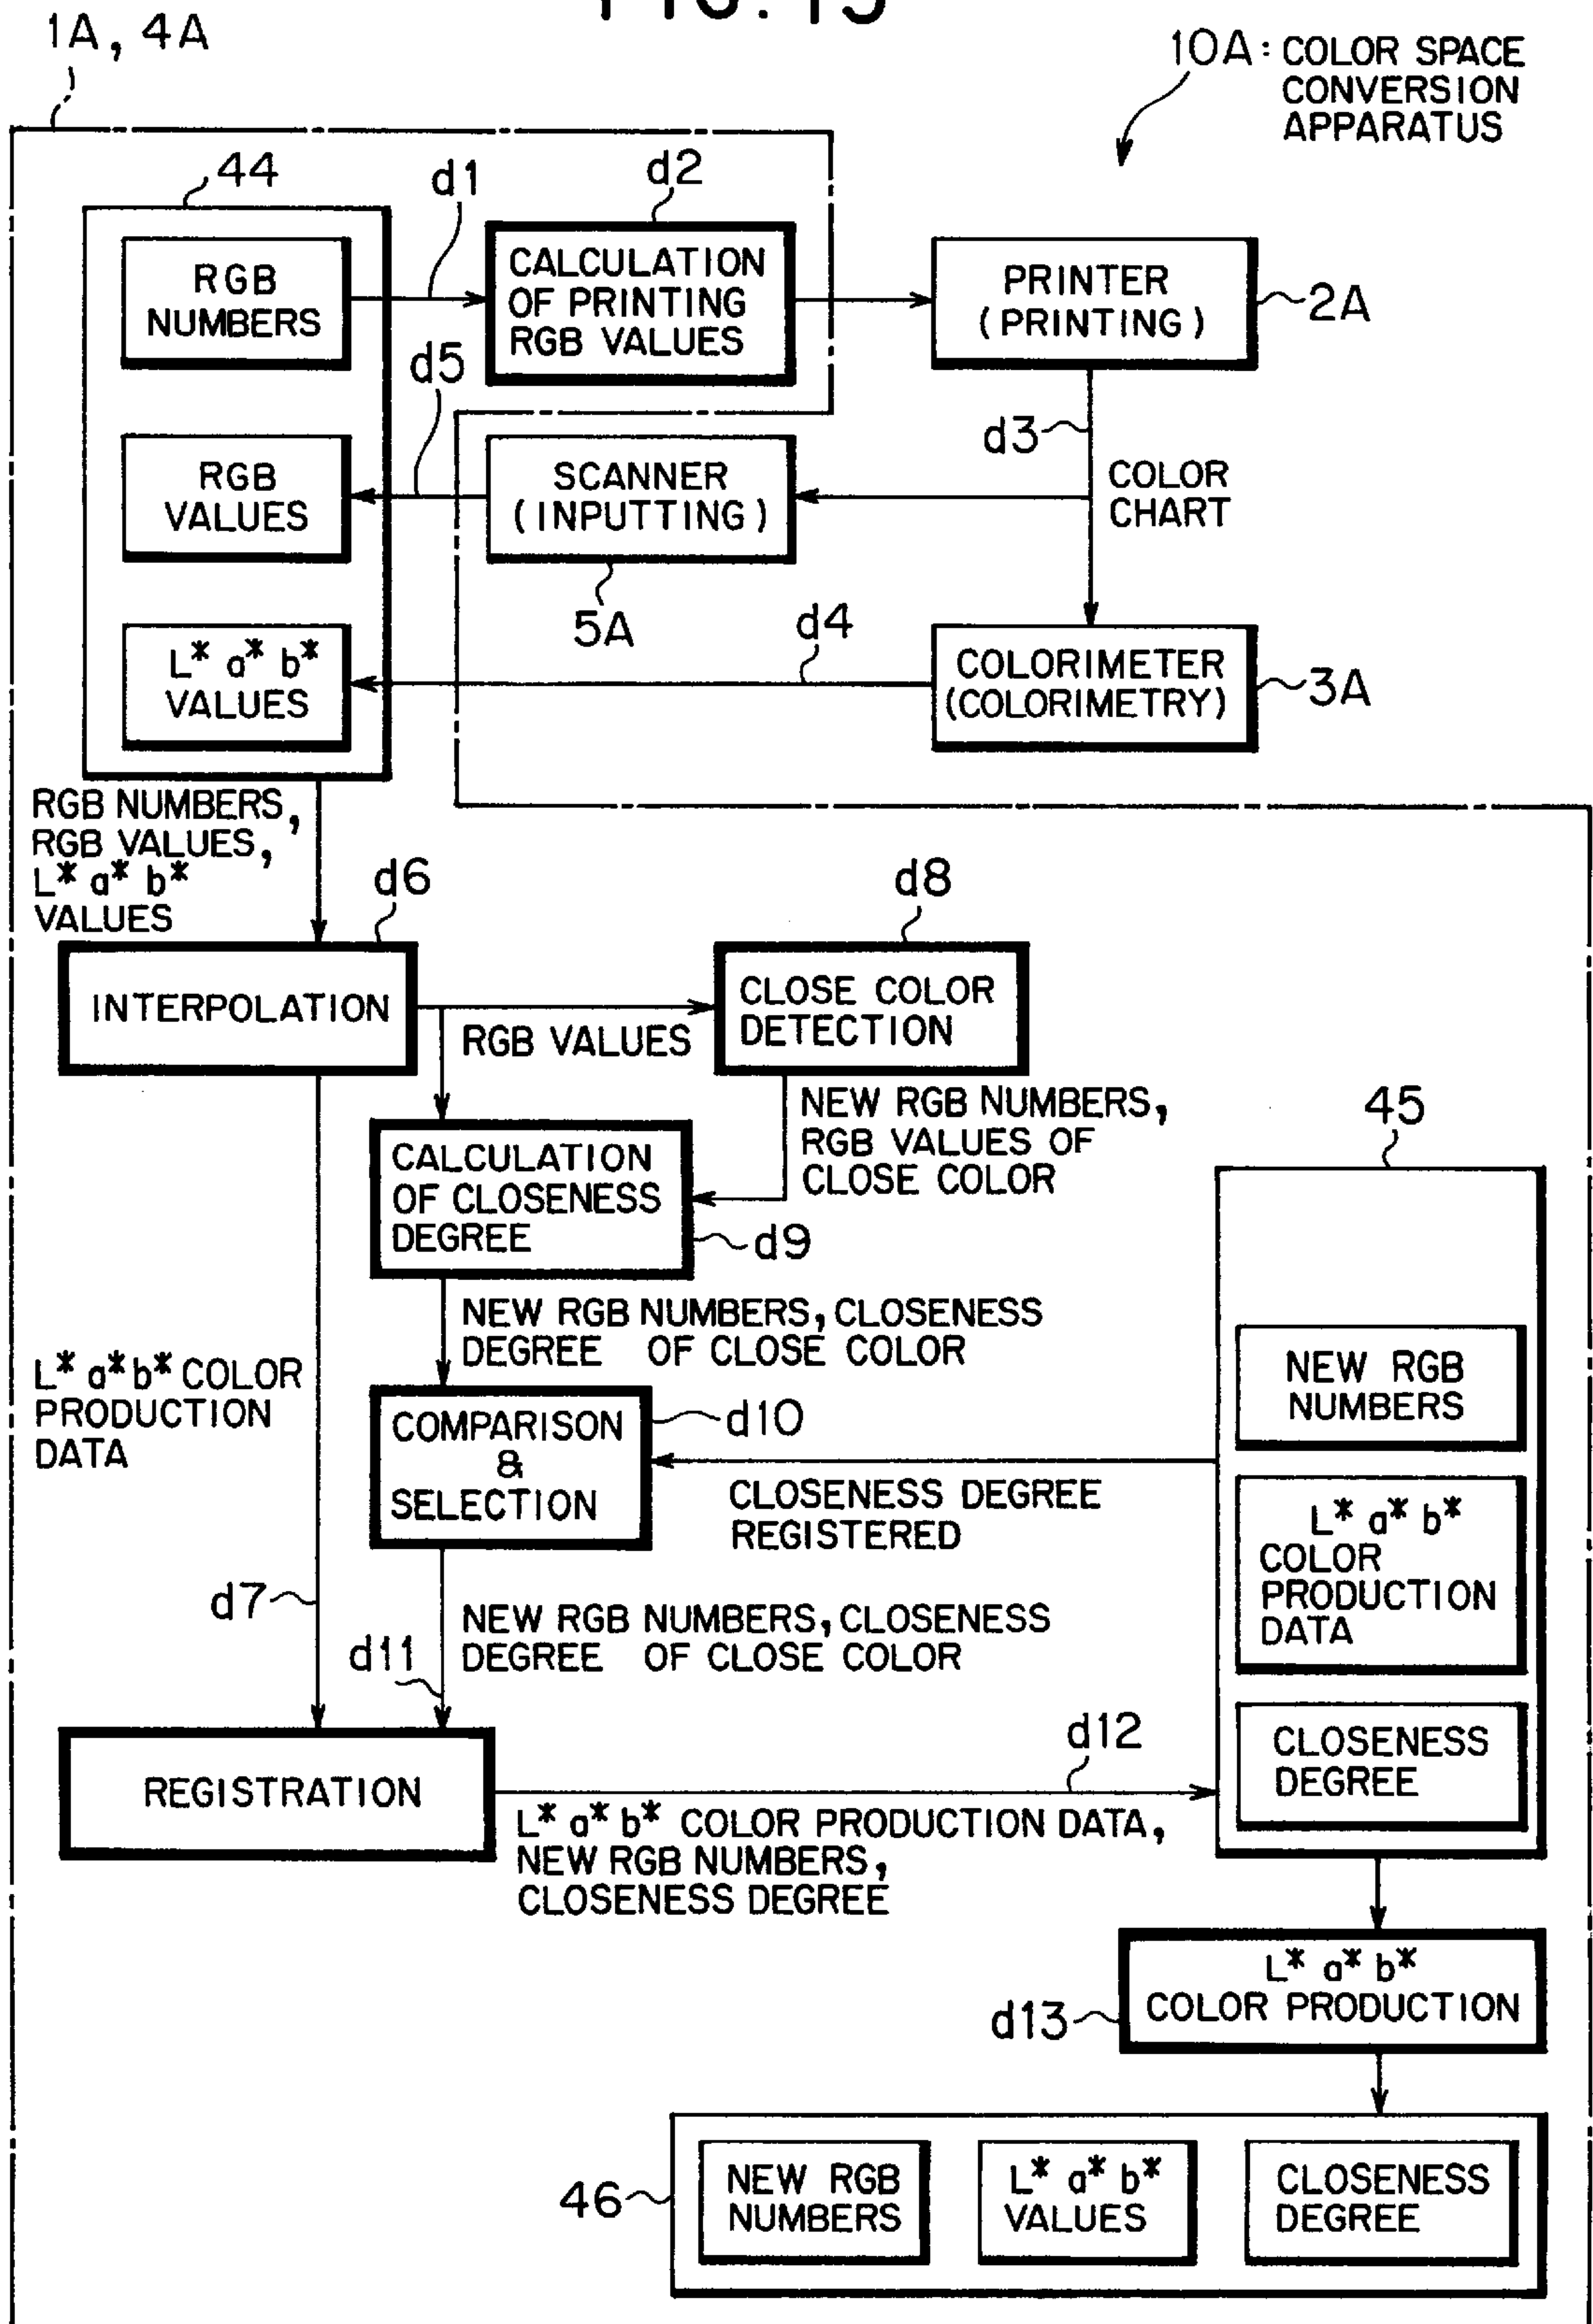 FIG. 15
1A, 4A
10A: COLOR SPACE
CONVERSION
APPARATUS
44
d1
d2
RGB
NUMBERS
CALCULATION
OF PRINTING
RGB VALUES
PRINTER
(PRINTING)
2A
d5
d3
RGB
VALUES
SCANNER
(INPUTTING)
COLOR
CHART
5A
d4
L* a* b*
VALUES
COLORIMETER
(COLORIMETRY)
3A
RGB NUMBERS,
RGB VALUES,
L* a* b*
VALUES
d6
d8
INTERPOLATION
RGB VALUES
CLOSE COLOR
DETECTION
NEW RGB NUMBERS,
RGB VALUES OF
CLOSE COLOR
45
CALCULATION
OF CLOSENESS
DEGREE
d9
NEW RGB NUMBERS, CLOSENESS
DEGREE OF CLOSE COLOR
L* a* b* COLOR
PRODUCTION
DATA
COMPARISON
&
SELECTION
d10
CLOSENESS DEGREE
REGISTERED
NEW RGB
NUMBERS
L* a* b*
COLOR
PRODUCTION
DATA
d7
d11
NEW RGB NUMBERS, CLOSENESS
DEGREE OF CLOSE COLOR
CLOSENESS
DEGREE
REGISTRATION
d12
L* a* b* COLOR PRODUCTION DATA,
NEW RGB NUMBERS,
CLOSENESS DEGREE
L* a* b*
COLOR PRODUCTION
d13
46
NEW RGB
NUMBERS
L* a* b*
VALUES
CLOSENESS
DEGREE